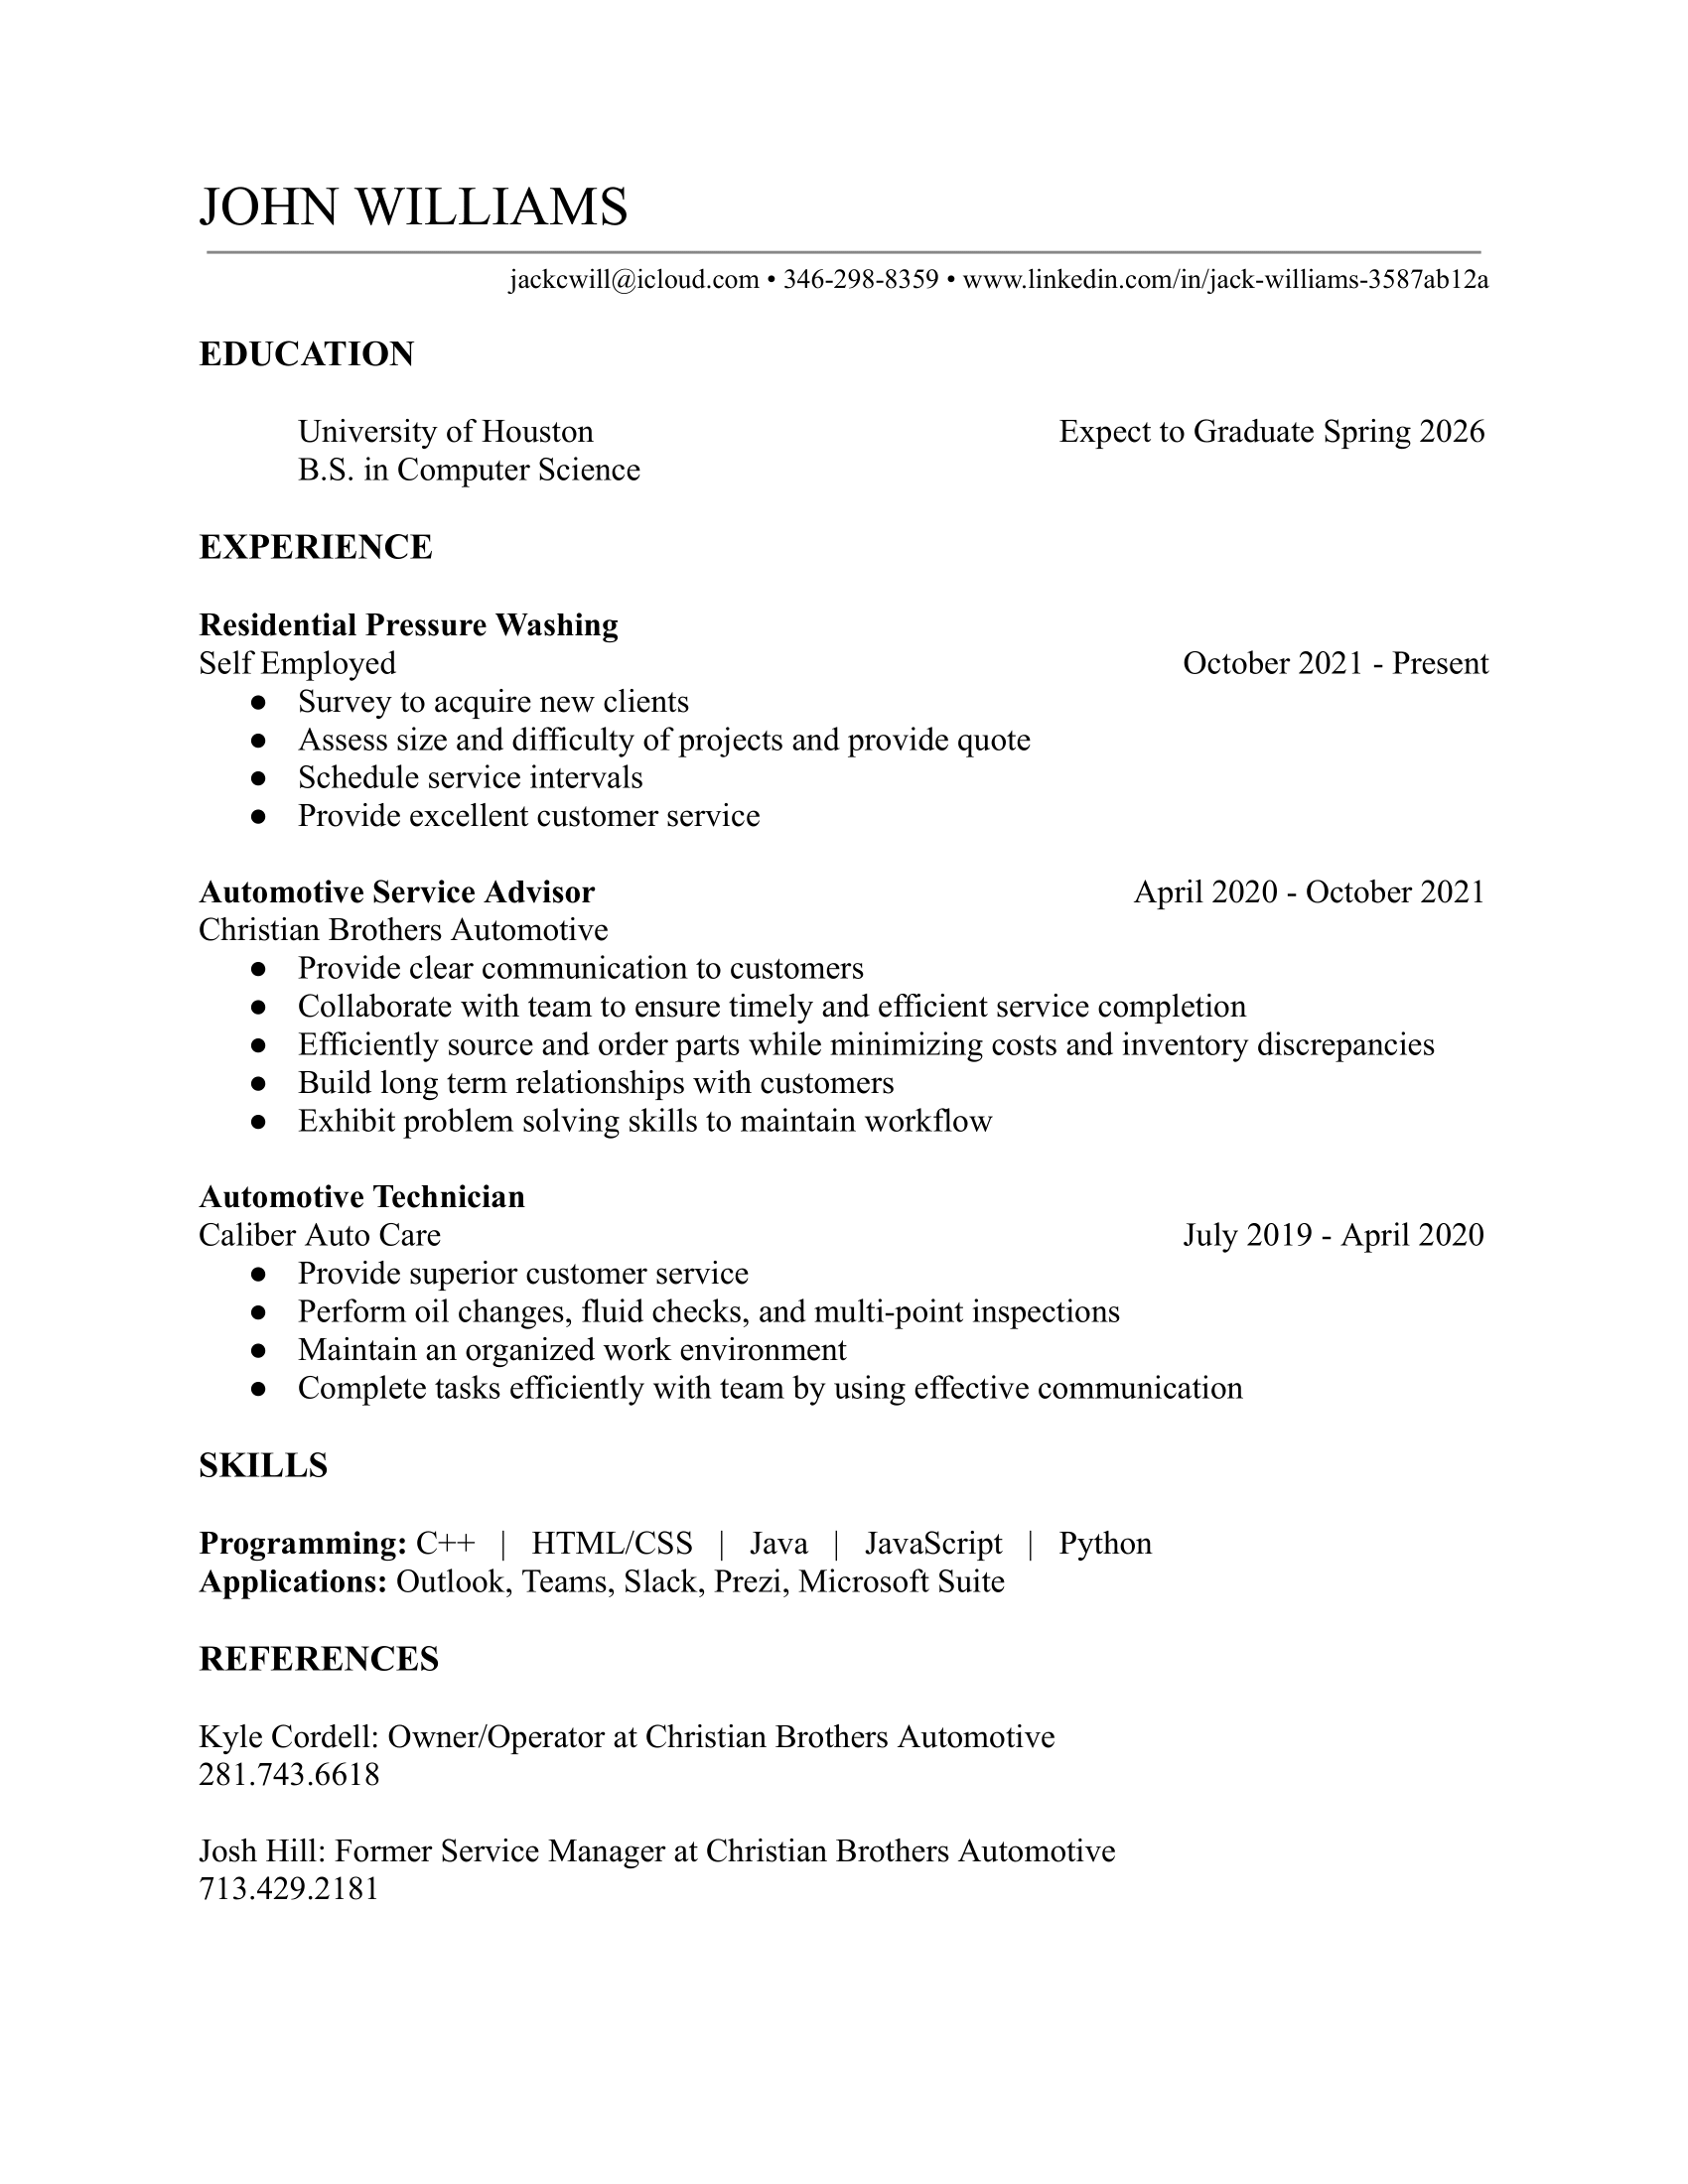 JOHN WILLIAMS
jackcwill@icloud.com • 346-298-8359 • www.linkedin.com/in/jack-williams-3587ab12a
EDUCATION
University of Houston Expect to Graduate Spring 2026
B.S. in Computer Science
EXPERIENCE
Residential Pressure Washing
Self Employed October 2021 - Present
● Survey to acquire new clients
● Assess size and difficulty of projects and provide quote
● Schedule service intervals
● Provide excellent customer service
Automotive Service Advisor April 2020 - October 2021
Christian Brothers Automotive
● Provide clear communication to customers
● Collaborate with team to ensure timely and efficient service completion
● Efficiently source and order parts while minimizing costs and inventory discrepancies
● Build long term relationships with customers
● Exhibit problem solving skills to maintain workflow
Automotive Technician
Caliber Auto Care July 2019 - April 2020
● Provide superior customer service
● Perform oil changes, fluid checks, and multi-point inspections
● Maintain an organized work environment
● Complete tasks efficiently with team by using effective communication
SKILLS
Programming: C++ | HTML/CSS | Java | JavaScript | Python
Applications: Outlook, Teams, Slack, Prezi, Microsoft Suite
REFERENCES
Kyle Cordell: Owner/Operator at Christian Brothers Automotive
281.743.6618
Josh Hill: Former Service Manager at Christian Brothers Automotive
713.429.2181